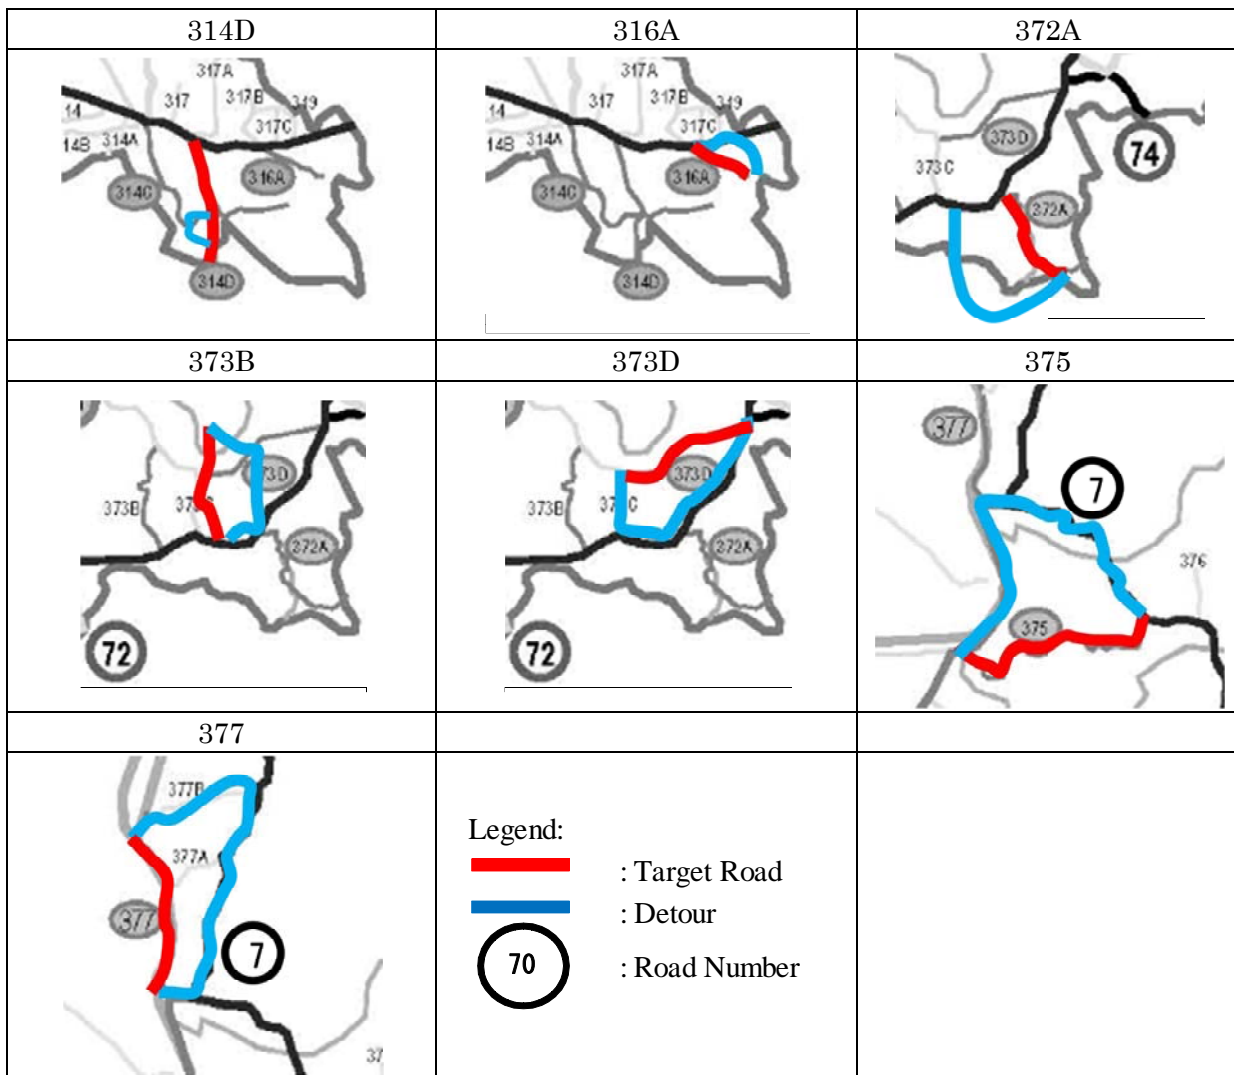 314D
316A
372A
317A
14
317
317B
319
317C
14B
314A
316A
314C
314D
317A
14
317
317B
319
317C
14B
314A
316A
314C
314D
373D
74
373C
372A
373B
373D
375
373B
372A
72
373D
373B
372A
72
377
7
376
375
377
377B
377A
377
7
37
Legend:
: Target Road
: Detour
70
: Road Number